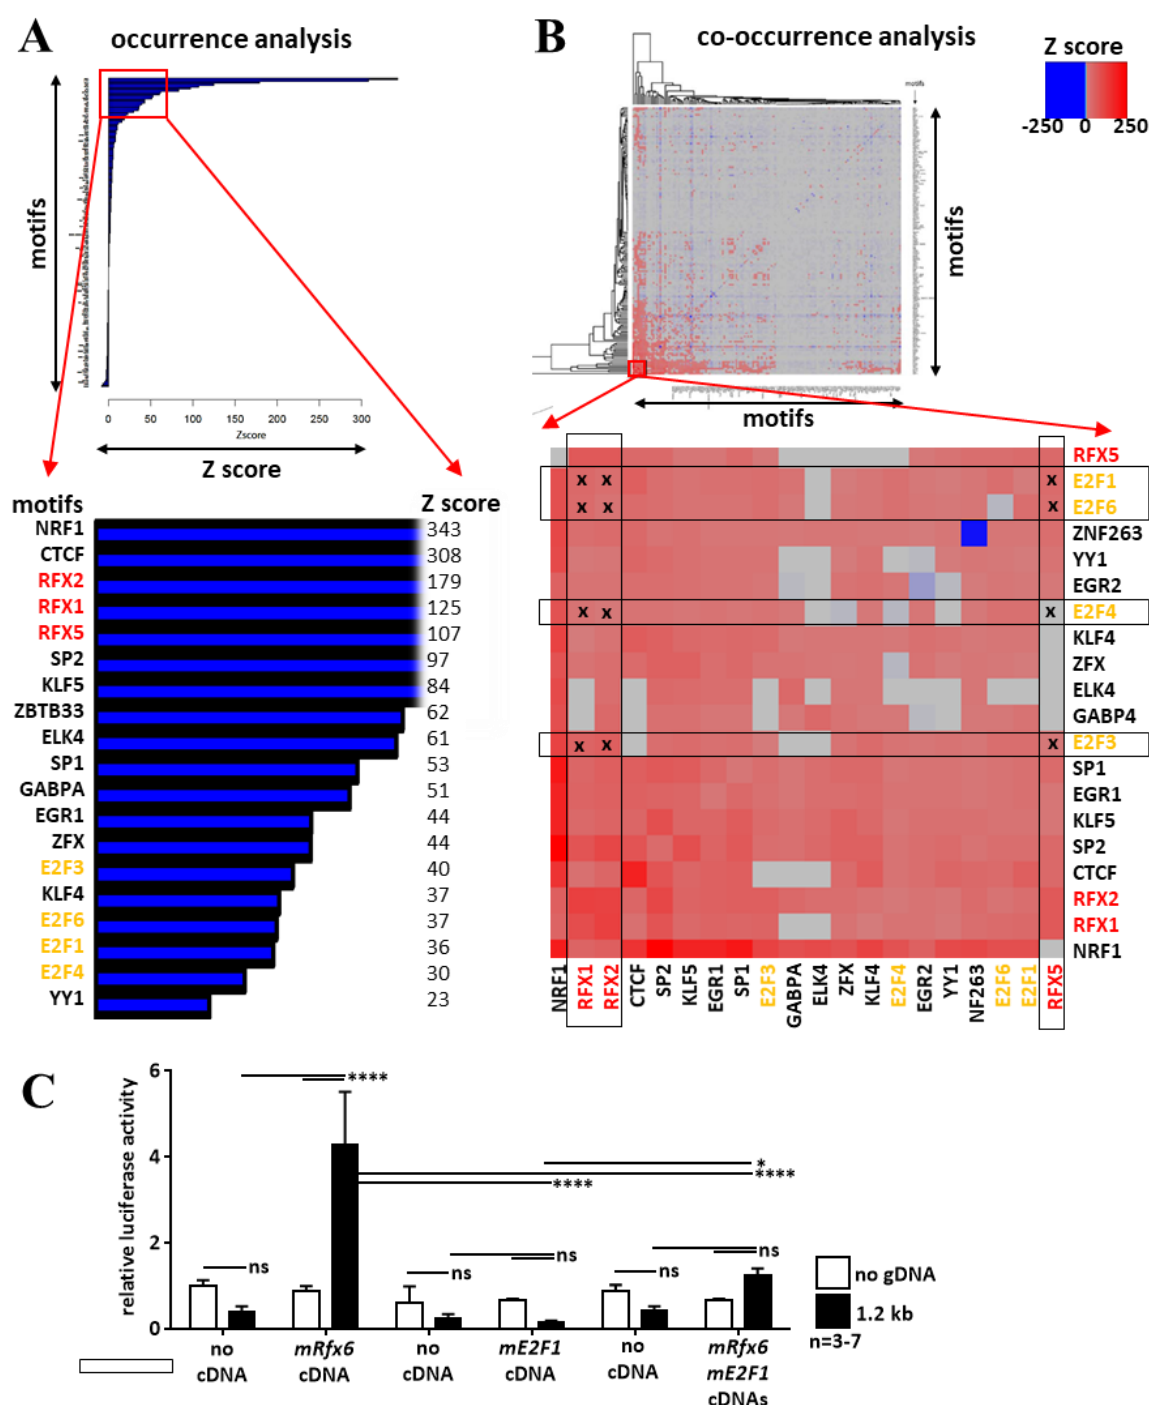 A
occurrence analysis
motifs
0 50 100 150 200 250 300
Zscore
Z score
motifs
Z score
NRF1 343
CTCF 308
RFX2 179
RFX1 125
RFX5 107
SP2 97
KLF5 84
ZBTB33 62
ELK4 61
SP1 53
GABPA 51
EGR1 44
ZFX 44
E2F3 40
KLF4 37
E2F6 37
E2F1 36
E2F4 30
YY1 23
B
co-occurrence analysis
Z score
-250 0 250
motifs
motifs
motifs
RFX5
x x x E2F1
x x x E2F6
ZNF263
YY1
EGR2
x x x E2F4
KLF4
ZFX
ELK4
GABP4
x x x E2F3
SP1
EGR1
KLF5
SP2
CTCF
RFX2
RFX1
NRF1
NRF1
RFX1
RFX2
CTCF
SP2
KLF5
EGR1
SP1
E2F3
GABPA
ELK4
ZFX
KLF4
E2F4
EGR2
YY1
NF263
E2F6
E2F1
RFX5
C
relative luciferase activity
6
4
2
0
****
*
****
****
ns
ns
ns
ns
ns
no gDNA
1.2 kb
n=3-7
no
cDNA
mRfx6
cDNA
no
cDNA
mE2F1
cDNA
no
cDNA
mRfx6
mE2F1
cDNAs